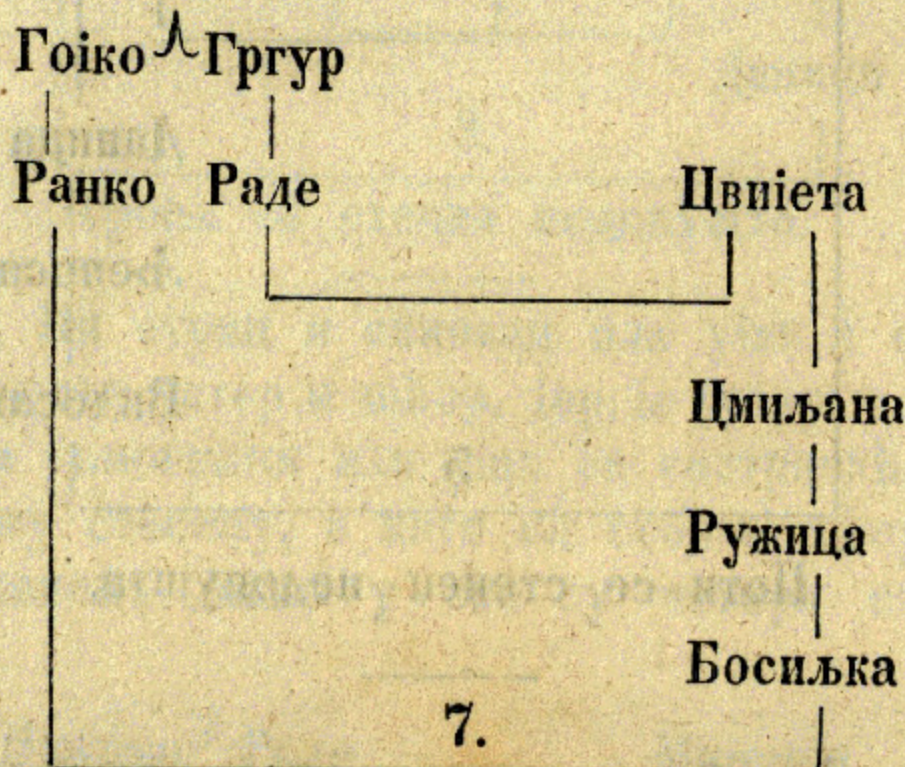 Гоіко Гргур
Ранко Раде Цвиіета
Цмиљана
Ружица
Босиљка
7.